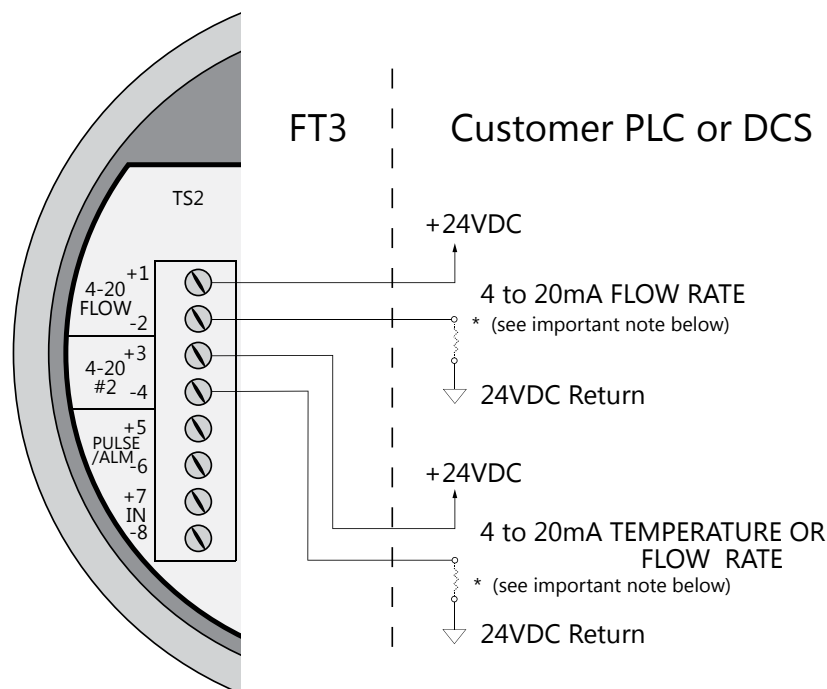 FT3
Customer PLC or DCS
TS2
+1
4-20
FLOW
-2
+3
4-20
#2 -4
+5
PULSE
/ALM
-6
+7
IN
-8
+24VDC
4 to 20mA FLOW RATE
* (see important note below)
24VDC Return
+24VDC
4 to 20mA TEMPERATURE OR
FLOW RATE
* (see important note below)
24VDC Return